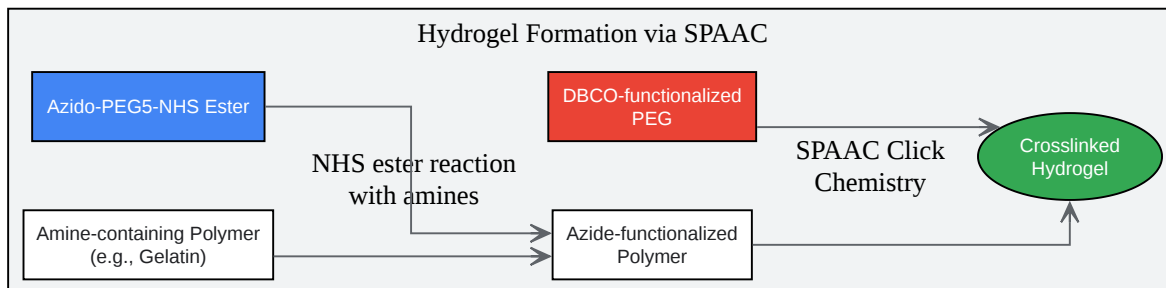 Hydrogel Formation via SPAAC
Azido-PEG5-NHS Ester
DBCO-functionalized
PEG
NHS ester reaction
with amines
SPAAC Click
Chemistry
Crosslinked
Hydrogel
Amine-containing Polymer
(e.g., Gelatin)
Azide-functionalized
Polymer